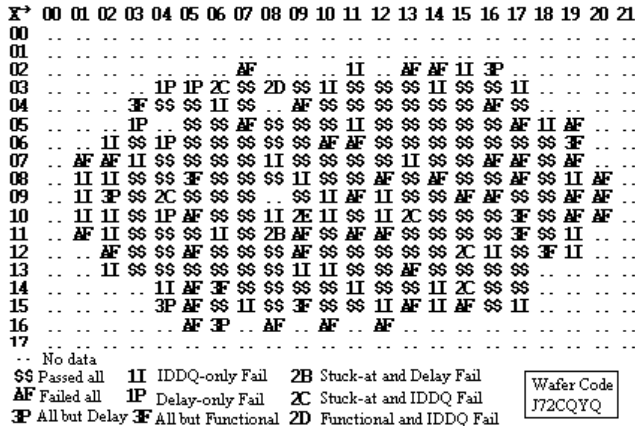 X→ 00 01 02 03 04 05 06 07 08 09 10 11 12 13 14 15 16 17 18 19 20 21
00 .. .. .. .. .. .. .. .. .. .. .. .. .. .. .. .. .. .. .. .. .. ..
01 .. .. .. .. .. .. .. .. .. .. .. .. .. .. .. .. .. .. .. .. .. ..
02 .. .. .. .. .. .. .. AF .. .. .. 1I .. AF AF 1I 3P .. .. .. .. ..
03 .. .. .. .. 1P 1P 2C $$ 2D $$ 1I $$ $$ $$ 1I $$ $$ 1I .. .. .. ..
04 .. .. .. 3F $$ $$ 1I $$ .. AF $$ $$ $$ $$ $$ $$ AF $$ .. .. .. ..
05 .. .. .. 1P .. $$ $$ AF $$ $$ $$ 1I $$ $$ $$ $$ $$ AF 1I AF .. ..
06 .. .. 1I $$ 1P $$ $$ $$ $$ $$ AF AF $$ $$ $$ $$ $$ $$ $$ 3F .. ..
07 .. AF AF 1I $$ $$ $$ $$ 1I $$ $$ $$ $$ 1I $$ $$ AF AF $$ AF .. ..
08 .. 1I 1I $$ $$ 3F $$ $$ $$ 1I $$ $$ AF $$ AF $$ $$ AF $$ 1I AF ..
09 .. 1I 3P $$ 2C $$ $$ $$ .. $$ 1I AF 1I $$ $$ AF AF $$ $$ AF AF ..
10 .. 1I 1I $$ 1P AF $$ $$ 1I 2E 1I $$ 1I 2C $$ $$ $$ 3F $$ AF AF ..
11 .. AF 1I $$ $$ $$ 1I $$ 2B AF $$ AF AF $$ $$ $$ $$ 3F $$ 1I .. ..
12 .. .. AF $$ $$ AF $$ $$ $$ AF $$ $$ $$ $$ $$ 2C 1I $$ 3F 1I .. ..
13 .. .. 1I $$ $$ $$ $$ $$ $$ 1I 1I $$ $$ AF $$ $$ $$ $$ .. .. .. ..
14 .. .. .. .. 1I AF 3F $$ $$ $$ $$ 1I $$ $$ 1I 2C $$ $$ .. .. .. ..
15 .. .. .. .. 3P AF $$ 1I $$ 3F $$ $$ 1I AF 1I AF $$ 1I .. .. .. ..
16 .. .. .. .. .. AF 3P .. AF .. AF .. AF .. .. .. .. .. .. .. .. ..
17 .. .. .. .. .. .. .. .. .. .. .. .. .. .. .. .. .. .. .. .. .. ..
.. No data
$$ Passed all 1I IDDQ-only Fail 2B Stuck-at and Delay Fail
AF Failed all 1P Delay-only Fail 2C Stuck-at and IDDQ Fail
3P All but Delay 3F All but Functional 2D Functional and IDDQ Fail
Wafer Code
J72CQYQ